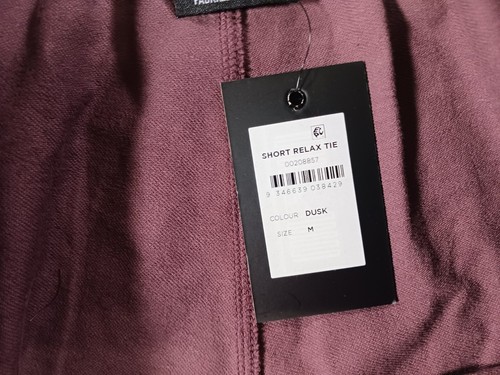 SHORT RELAX TIE
00208857
9 346639 038429
COLOUR: DUSK
SIZE: M